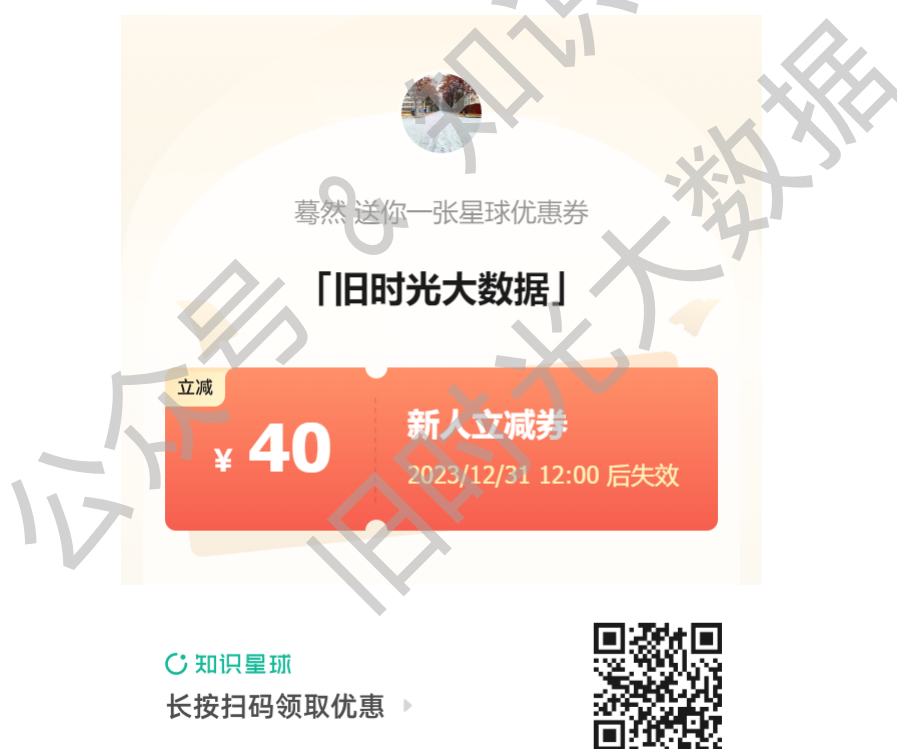 蓦然 送你一张星球优惠券
「旧时光大数据」
立减
¥ 40
新人立减券
2023/12/31 12:00 后失效
知识星球
长按扫码领取优惠
公众号 & 知识
旧时光大数据